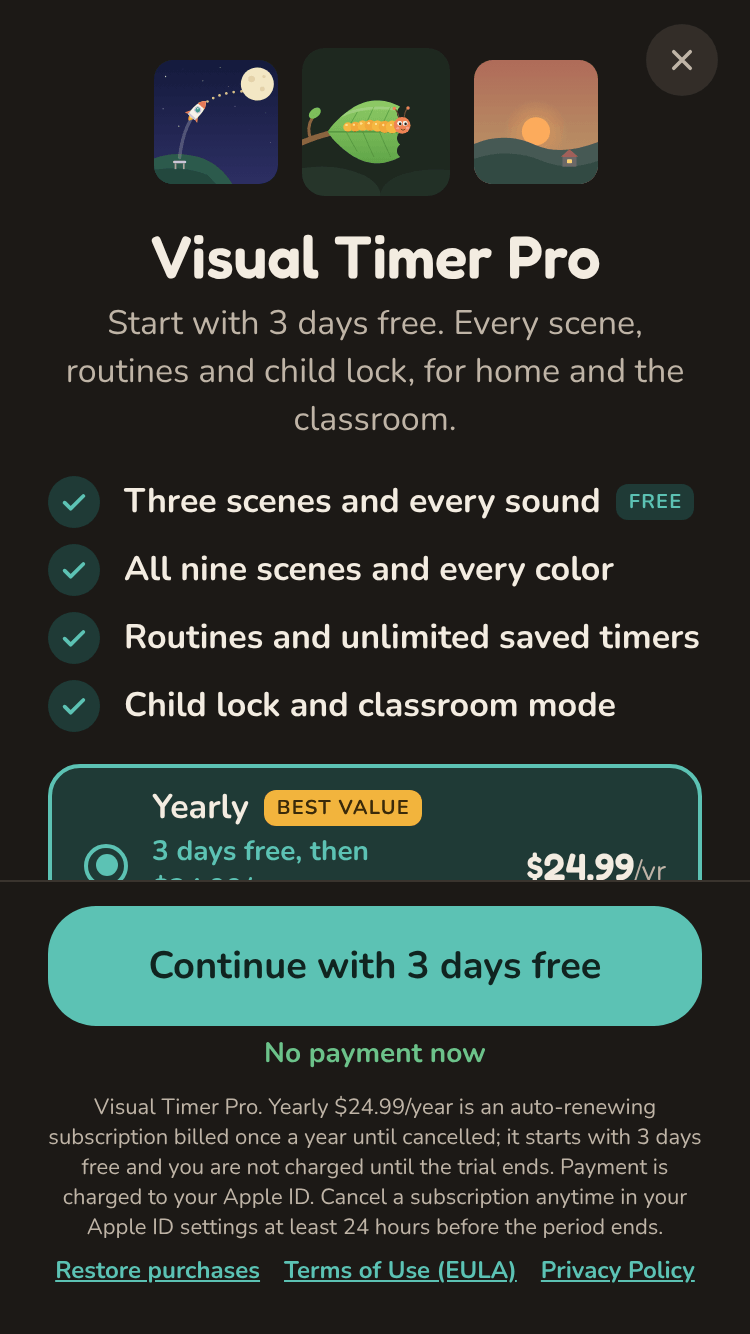 Visual Timer Pro
Start with 3 days free. Every scene,
routines and child lock, for home and the
classroom.
Three scenes and every sound FREE
All nine scenes and every color
Routines and unlimited saved timers
Child lock and classroom mode
Yearly BEST VALUE
3 days free, then
$24.99/vr
Continue with 3 days free
No payment now
Visual Timer Pro. Yearly $24.99/year is an auto-renewing
subscription billed once a year until cancelled; it starts with 3 days
free and you are not charged until the trial ends. Payment is
charged to your Apple ID. Cancel a subscription anytime in your
Apple ID settings at least 24 hours before the period ends.
Restore purchases Terms of Use (EULA) Privacy Policy